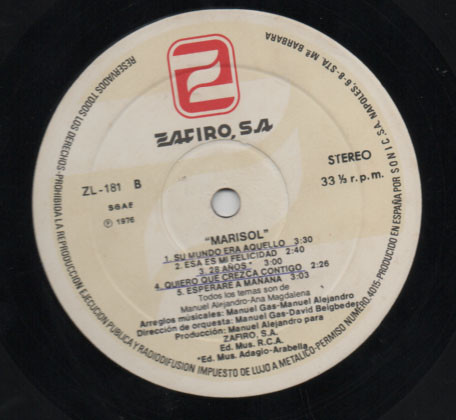 ZAFIRO, S.A
ZL-181 B
STEREO
SGAE
℗ 1976
33 ⅓ r.p.m.
"MARISOL"
1. SU MUNDO ERA AQUELLO 3:30
2. ESA ES MI FELICIDAD 2:40
3. 28 AÑOS * 3:00
4. QUIERO QUE CREZCA CONTIGO 2:26
5. ESPERARE A MAÑANA 3:03
Todos los temas son de
Manuel Alejandro-Ana Magdalena
Arreglos músicales: Manuel Gas-Manuel Alejandro
Dirección de orquesta: Manuel Gas-David Beigbeder
Producción: Manuel Alejandro para
ZAFIRO, S.A.
Ed. Mus. R.C.A.
*Ed. Mus. Adagio-Arabella
RESERVADOS TODOS LOS DERECHOS-PROHIBIDA LA REPRODUCCION EJECUCION PUBLICA Y RADIODIFUSION IMPUESTO DE LUJO A METALICO-PERMISO NUMERO, 4015-PRODUCIDO EN ESPAÑA POR SONIC, S.A., NAPOLES, 6-8-STA. Mª. BARBARA